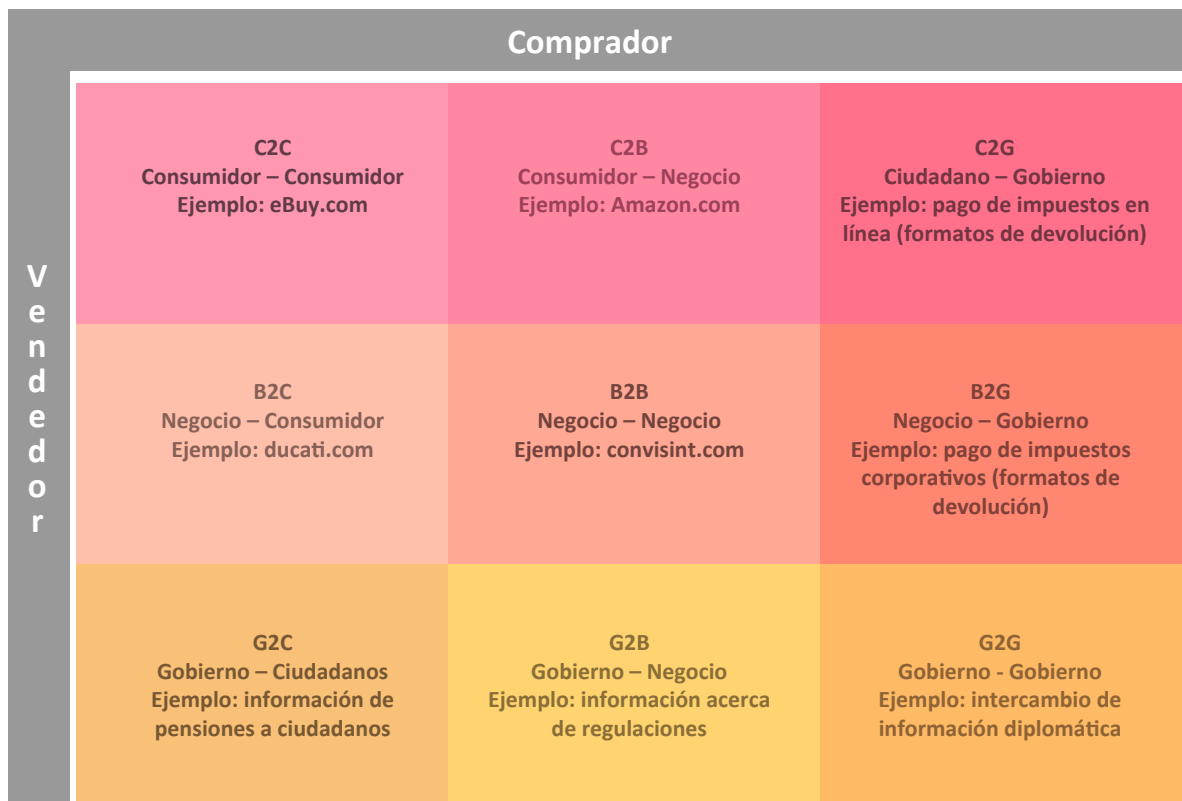 Comprador
Vendedor
C2C
Consumidor – Consumidor
Ejemplo: eBuy.com
C2B
Consumidor – Negocio
Ejemplo: Amazon.com
C2G
Ciudadano – Gobierno
Ejemplo: pago de impuestos en
línea (formatos de devolución)
B2C
Negocio – Consumidor
Ejemplo: ducati.com
B2B
Negocio – Negocio
Ejemplo: convisint.com
B2G
Negocio – Gobierno
Ejemplo: pago de impuestos
corporativos (formatos de
devolución)
G2C
Gobierno – Ciudadanos
Ejemplo: información de
pensiones a ciudadanos
G2B
Gobierno – Negocio
Ejemplo: información acerca
de regulaciones
G2G
Gobierno - Gobierno
Ejemplo: intercambio de
información diplomática